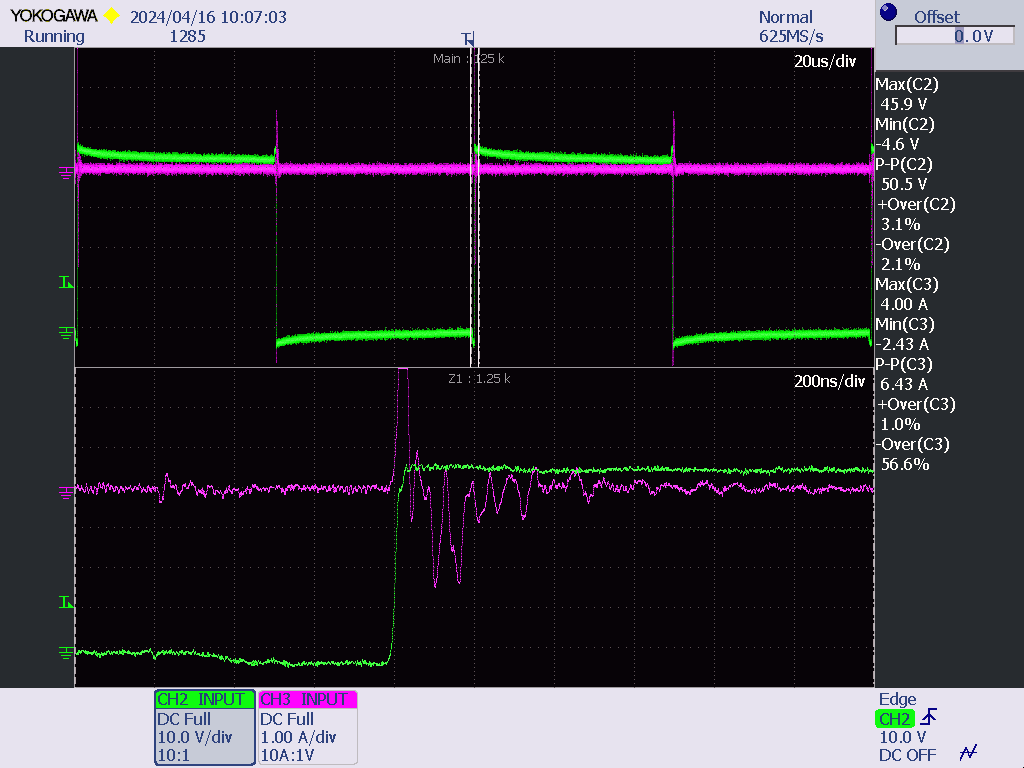 YOKOGAWA 2024/04/16 10:07:03
Running 1285
Normal
625MS/s
Offset
0.0V
T
Main : 125 k
20us/div
Max(C2)
45.9 V
Min(C2)
-4.6 V
P-P(C2)
50.5 V
+Over(C2)
3.1%
-Over(C2)
2.1%
Max(C3)
4.00 A
Min(C3)
-2.43 A
P-P(C3)
6.43 A
+Over(C3)
1.0%
-Over(C3)
56.6%
T
Z1 : 1.25 k
200ns/div
T
CH2 INPUT
DC Full
10.0 V/div
10:1
CH3 INPUT
DC Full
1.00 A/div
10A:1V
Edge
CH2
10.0 V
DC OFF